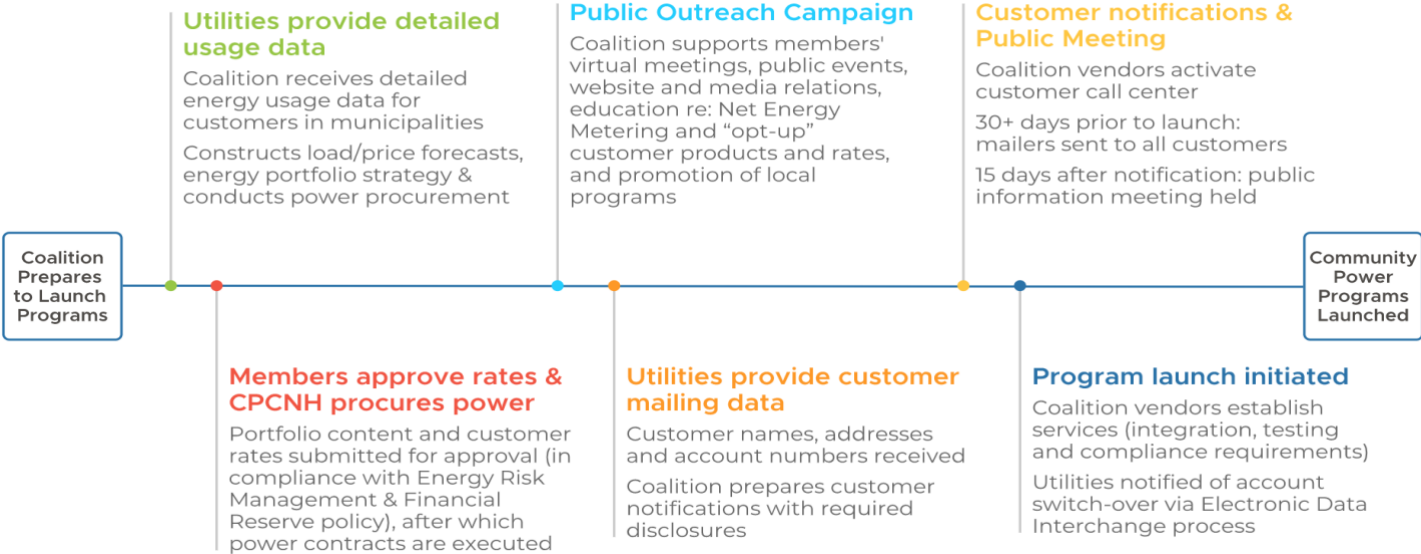 Coalition
Prepares
to Launch
Programs
Utilities provide detailed
usage data
Coalition receives detailed
energy usage data for
customers in municipalities
Constructs load/price forecasts,
energy portfolio strategy &
conducts power procurement
Members approve rates &
CPCNH procures power
Portfolio content and customer
rates submitted for approval (in
compliance with Energy Risk
Management & Financial
Reserve policy), after which
power contracts are executed
Public Outreach Campaign
Coalition supports members'
virtual meetings, public events,
website and media relations,
education re: Net Energy
Metering and “opt-up”
customer products and rates,
and promotion of local
programs
Utilities provide customer
mailing data
Customer names, addresses
and account numbers received
Coalition prepares customer
notifications with required
disclosures
Customer notifications &
Public Meeting
Coalition vendors activate
customer call center
30+ days prior to launch:
mailers sent to all customers
15 days after notification: public
information meeting held
Program launch initiated
Coalition vendors establish
services (integration, testing
and compliance requirements)
Utilities notified of account
switch-over via Electronic Data
Interchange process
Community
Power
Programs
Launched